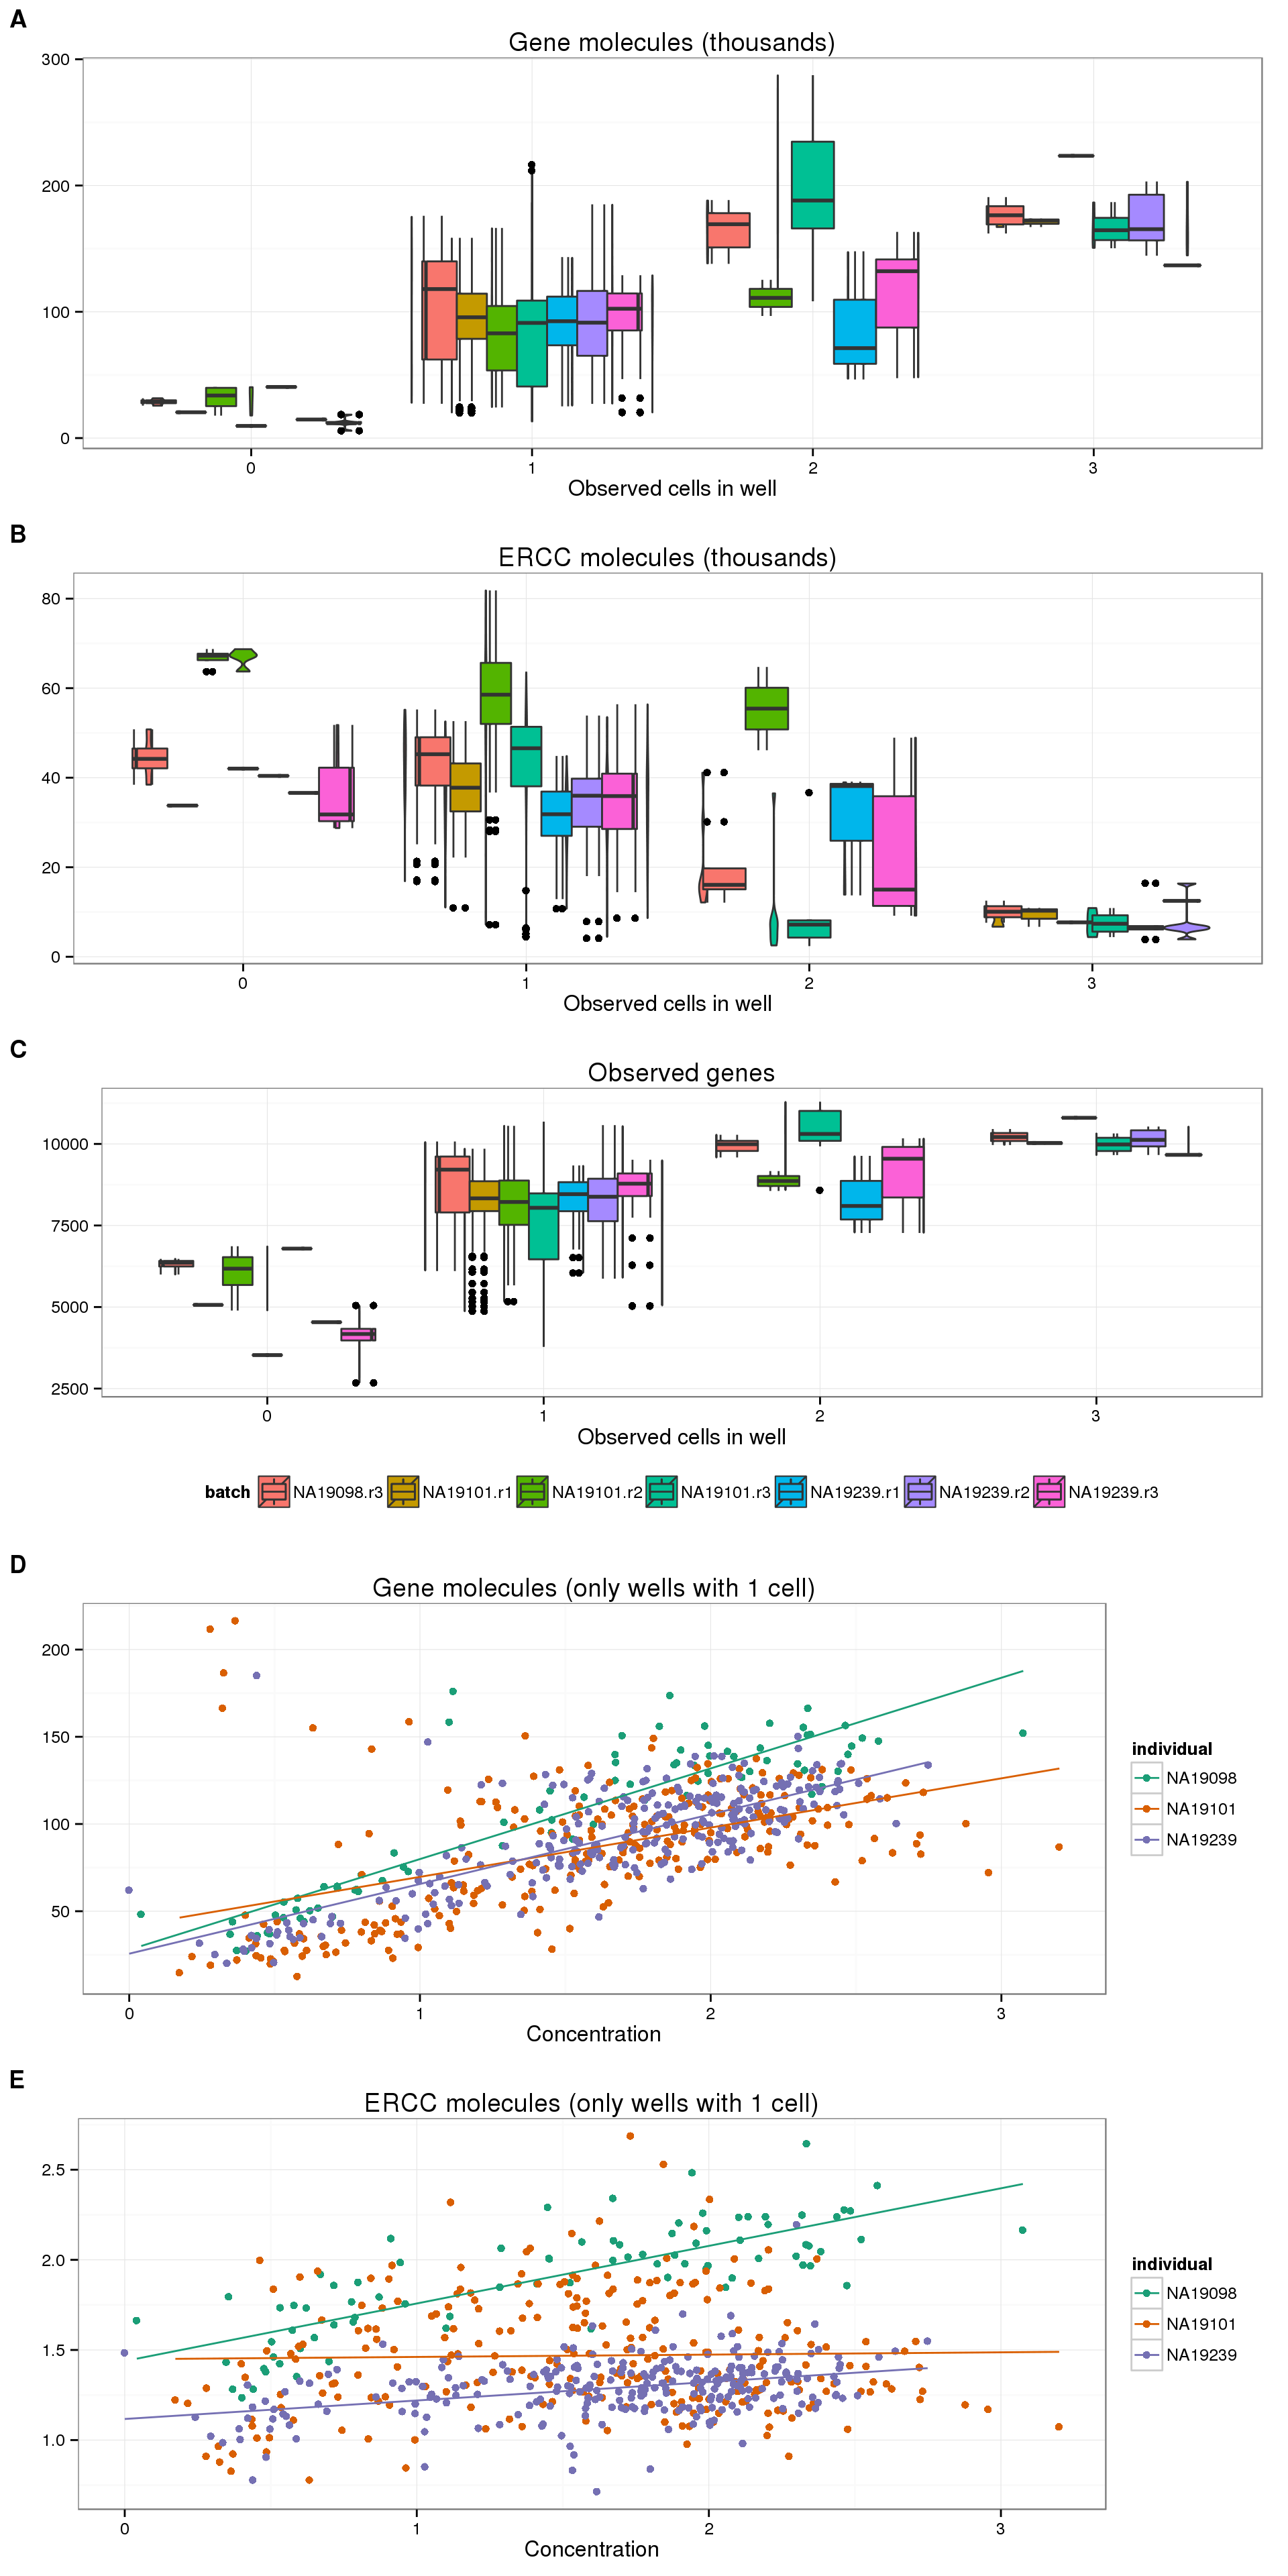 A
Gene molecules (thousands)
300
200
100
0
0 1 2 3
Observed cells in well
B
ERCC molecules (thousands)
80
60
40
20
0
0 1 2 3
Observed cells in well
C
Observed genes
10000
7500
5000
2500
0 1 2 3
Observed cells in well
batch NA19098.r3 NA19101.r1 NA19101.r2 NA19101.r3 NA19239.r1 NA19239.r2 NA19239.r3
D
Gene molecules (only wells with 1 cell)
200
150
100
50
0 1 2 3
Concentration
individual
NA19098
NA19101
NA19239
E
ERCC molecules (only wells with 1 cell)
2.5
2.0
1.5
1.0
0 1 2 3
Concentration
individual
NA19098
NA19101
NA19239